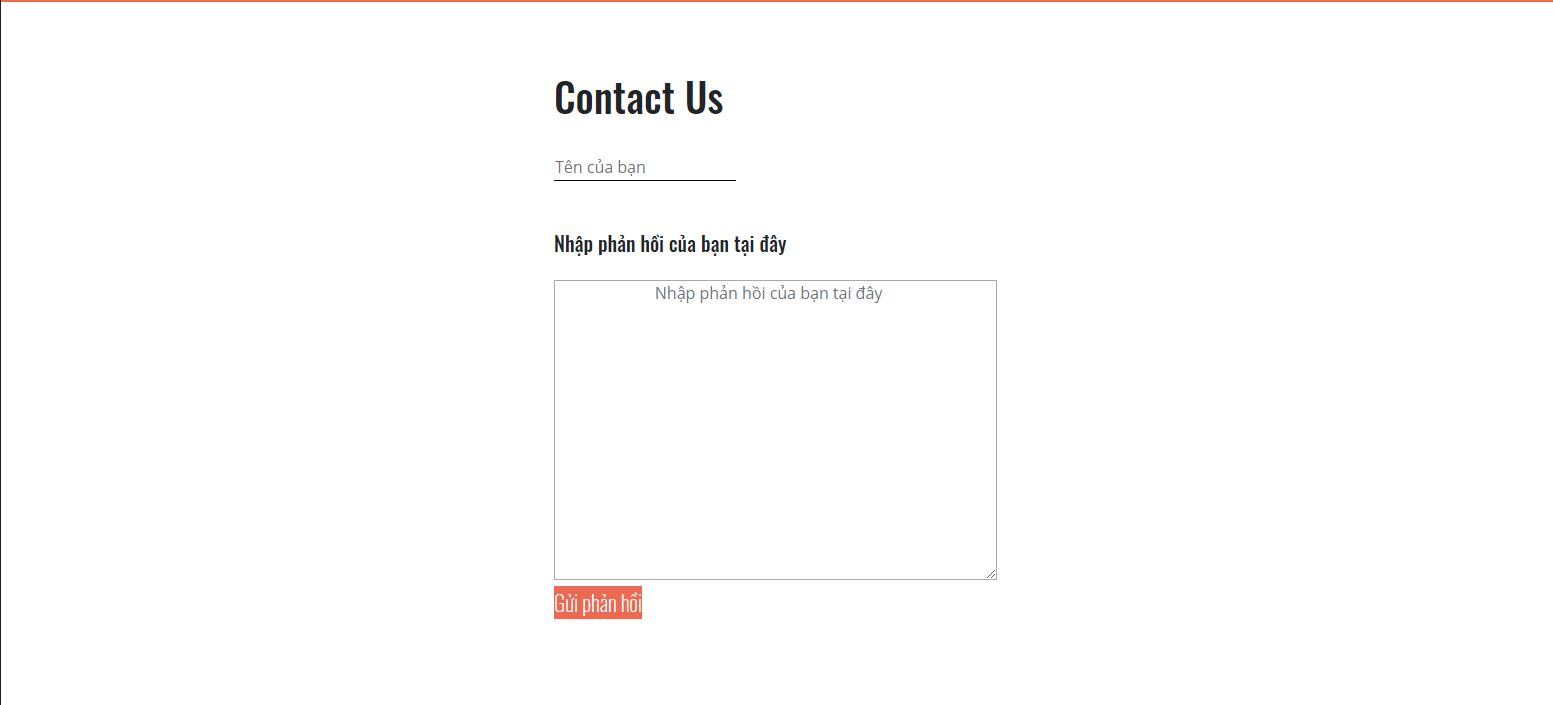 Contact Us
Tên của bạn
Nhập phản hồi của bạn tại đây
Nhập phản hồi của bạn tại đây
Gửi phản hồi